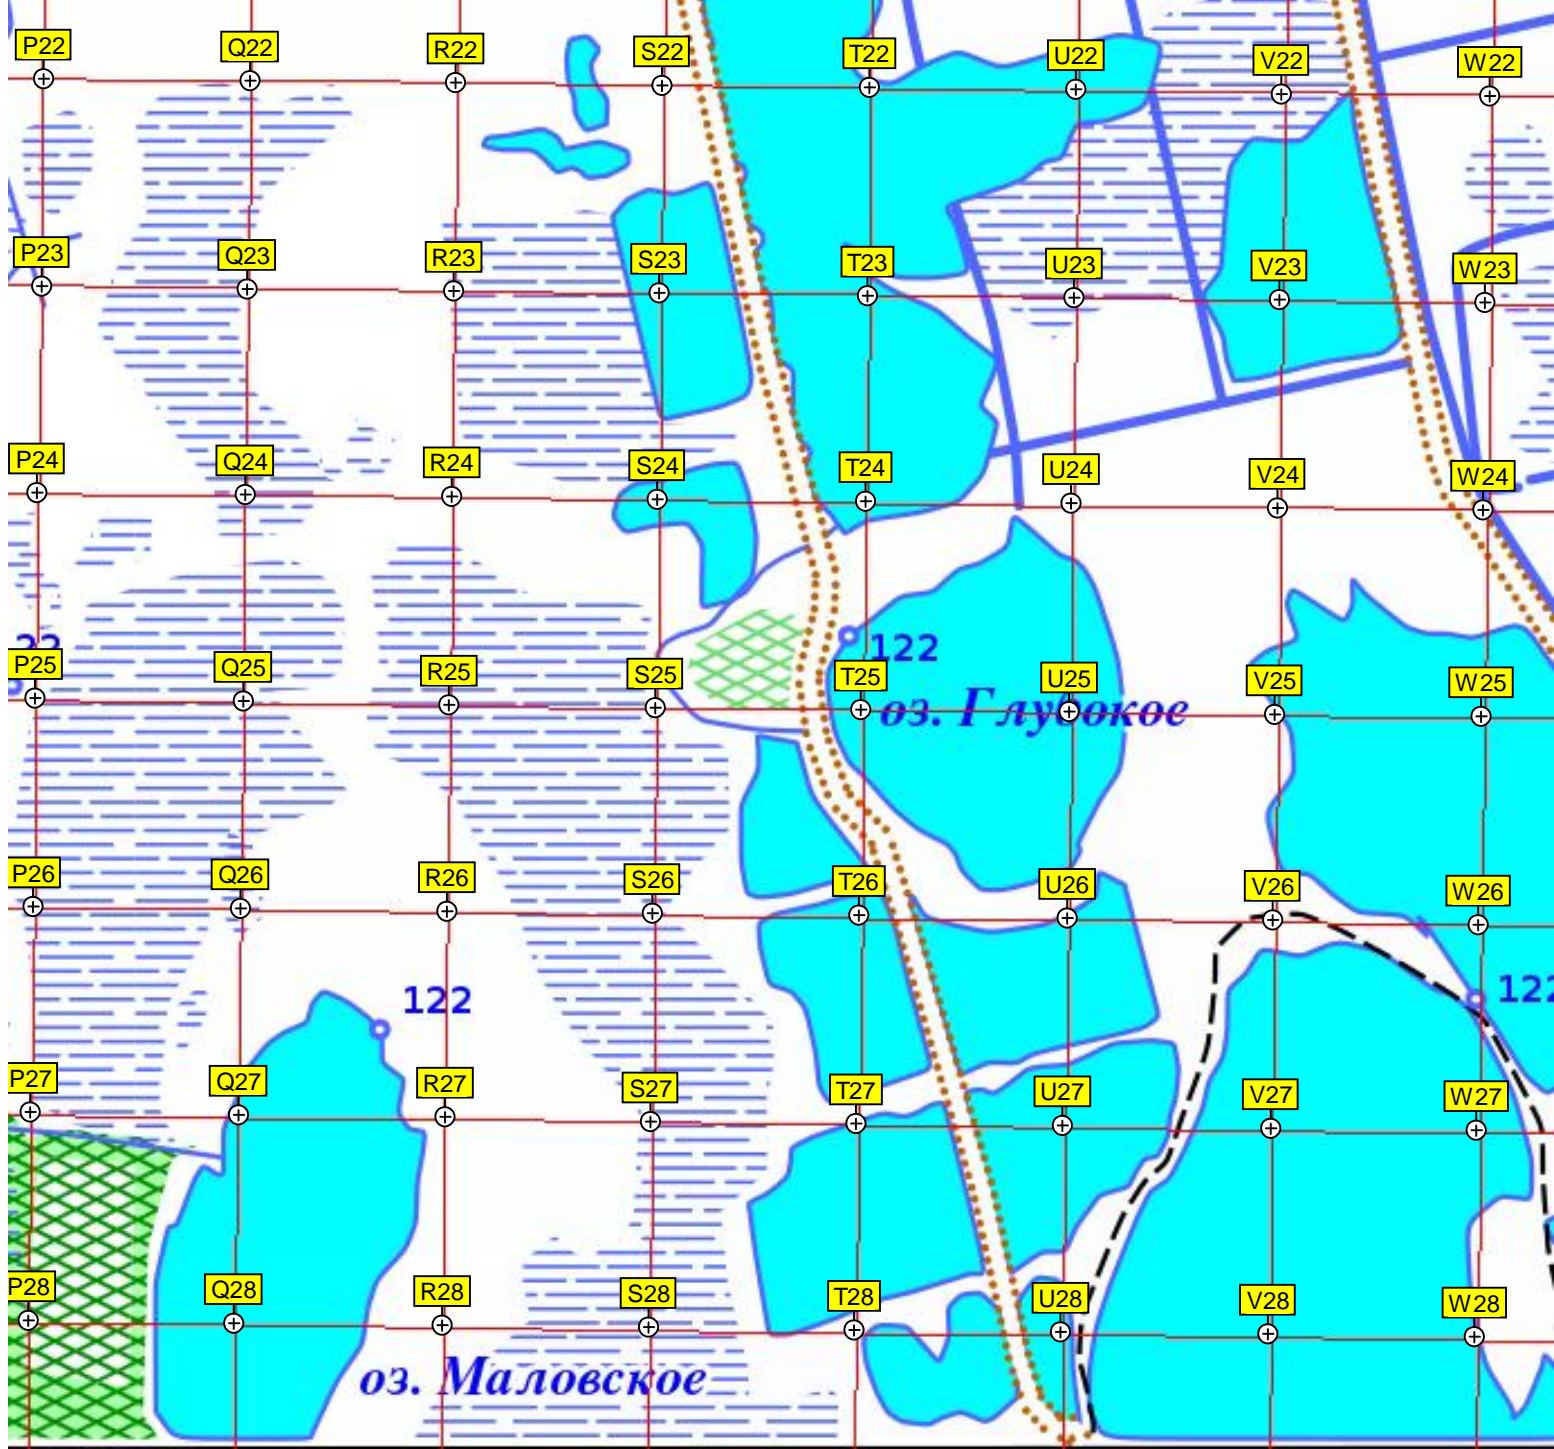 P22 Q22 R22 S22 T22 U22 V22 W22
P23 Q23 R23 S23 T23 U23 V23 W23
P24 Q24 R24 S24 T24 U24 V24 W24
22 122
P25 Q25 R25 S25 T25 U25 V25 W25
оз. Глубокое
P26 Q26 R26 S26 T26 U26 V26 W26
122 122
P27 Q27 R27 S27 T27 U27 V27 W27
P28 Q28 R28 S28 T28 U28 V28 W28
оз. Маловское